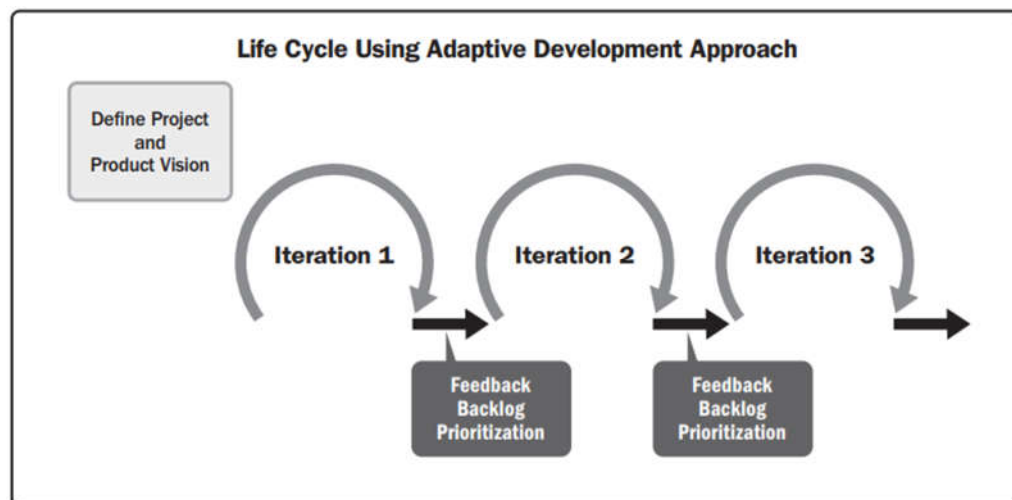 Life Cycle Using Adaptive Development Approach
Define Project
and
Product Vision
Iteration 1
Iteration 2
Iteration 3
Feedback
Backlog
Prioritization
Feedback
Backlog
Prioritization